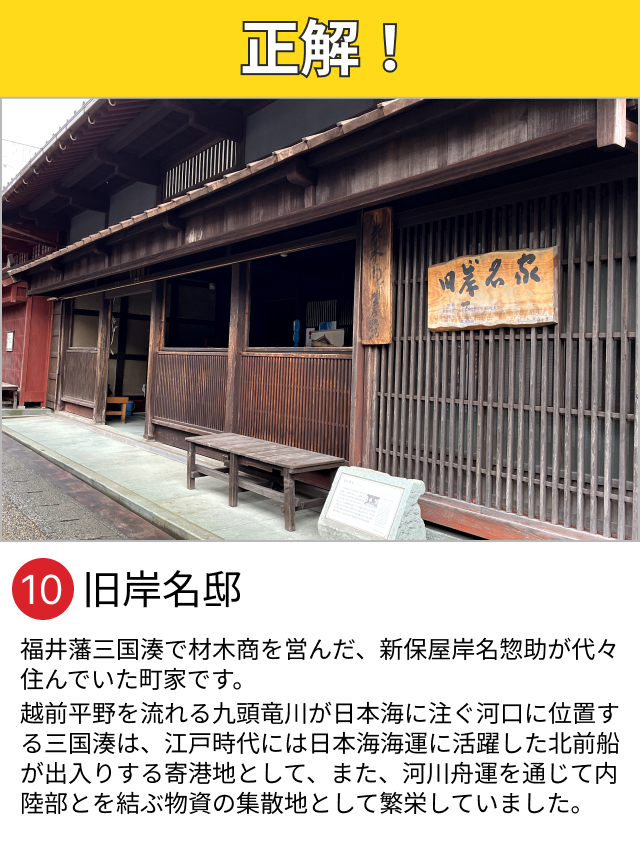 正解！
旧岸名家
10 旧岸名邸
福井藩三国湊で材木商を営んだ、新保屋岸名惣助が代々
住んでいた町家です。
越前平野を流れる九頭竜川が日本海に注ぐ河口に位置す
る三国湊は、江戸時代には日本海海運に活躍した北前船
が出入りする寄港地として、また、河川舟運を通じて内
陸部とを結ぶ物資の集散地として繁栄していました。